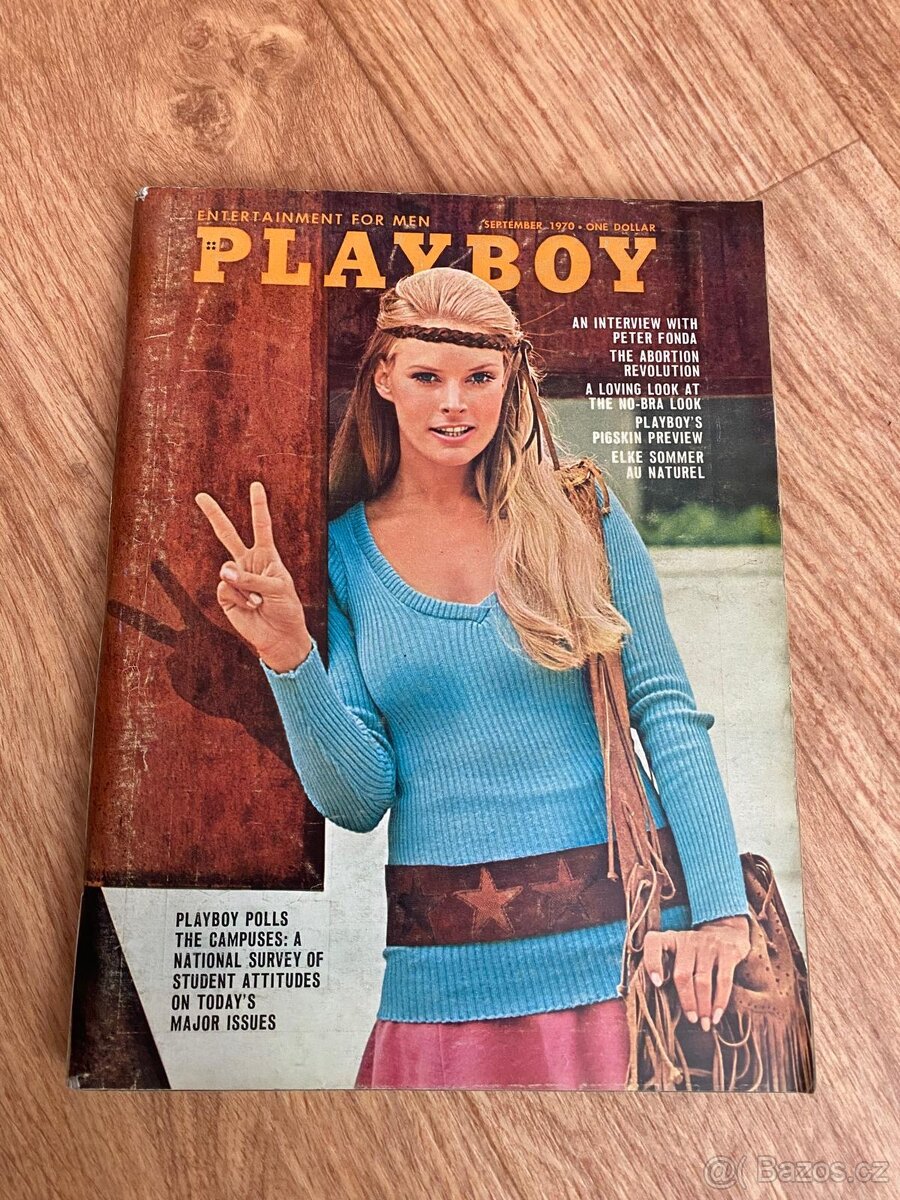 ENTERTAINMENT FOR MEN
SEPTEMBER, 1970 • ONE DOLLAR
PLAYBOY
AN INTERVIEW WITH
PETER FONDA
THE ABORTION
REVOLUTION
A LOVING LOOK AT
THE NO-BRA LOOK
PLAYBOY'S
PIGSKIN PREVIEW
ELKE SOMMER
AU NATUREL
PLAYBOY POLLS
THE CAMPUSES: A
NATIONAL SURVEY OF
STUDENT ATTITUDES
ON TODAY'S
MAJOR ISSUES
@( Bazos.cz